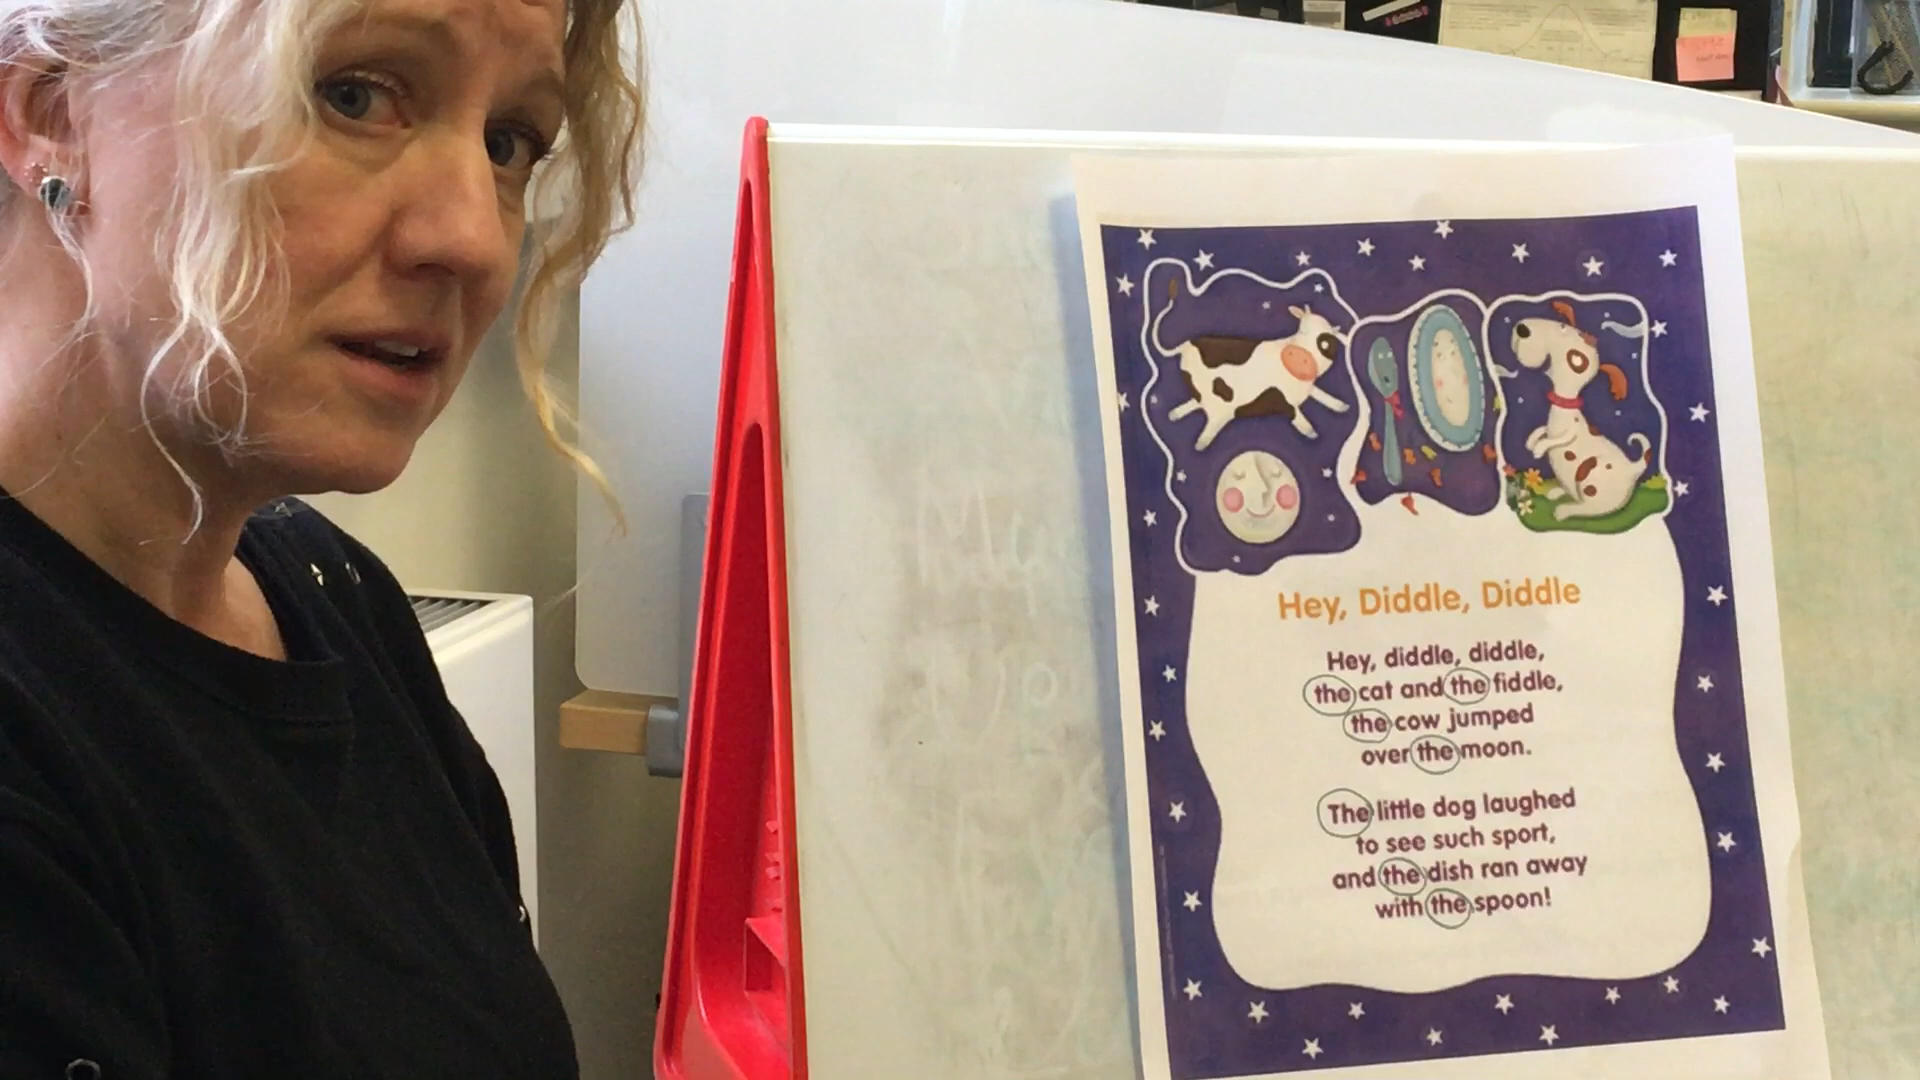 Hey, Diddle, Diddle
Hey, diddle, diddle,
the cat and the fiddle,
the cow jumped
over the moon.
The little dog laughed
to see such sport,
and the dish ran away
with the spoon!